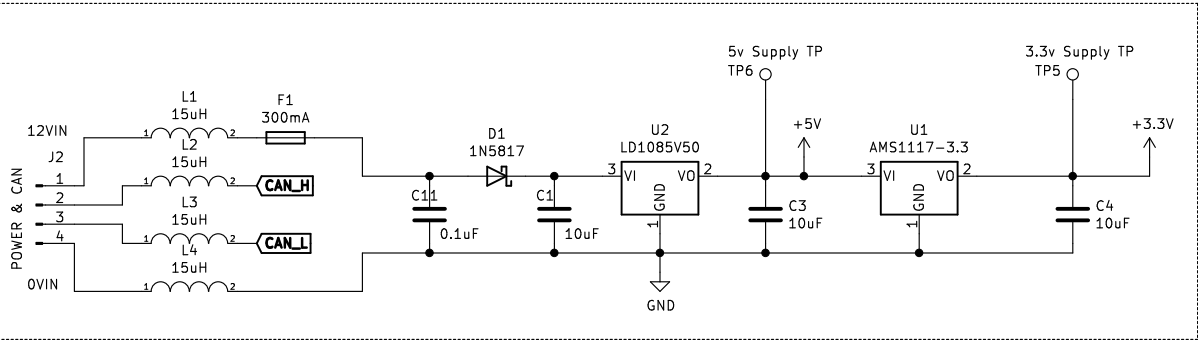 5v Supply TP
TP6
3.3v Supply TP
TP5
L1
15uH
F1
300mA
12VIN
1
2
L2
15uH
D1
1N5817
U2
LD1085V50
+5V
U1
AMS1117-3.3
+3.3V
J2
POWER & CAN
1
2
3
4
1
2
CAN_H
L3
15uH
3
VI
VO
2
GND
1
3
VI
VO
2
GND
1
C11
0.1uF
C1
10uF
C3
10uF
C4
10uF
1
2
CAN_L
L4
15uH
0VIN
1
2
GND